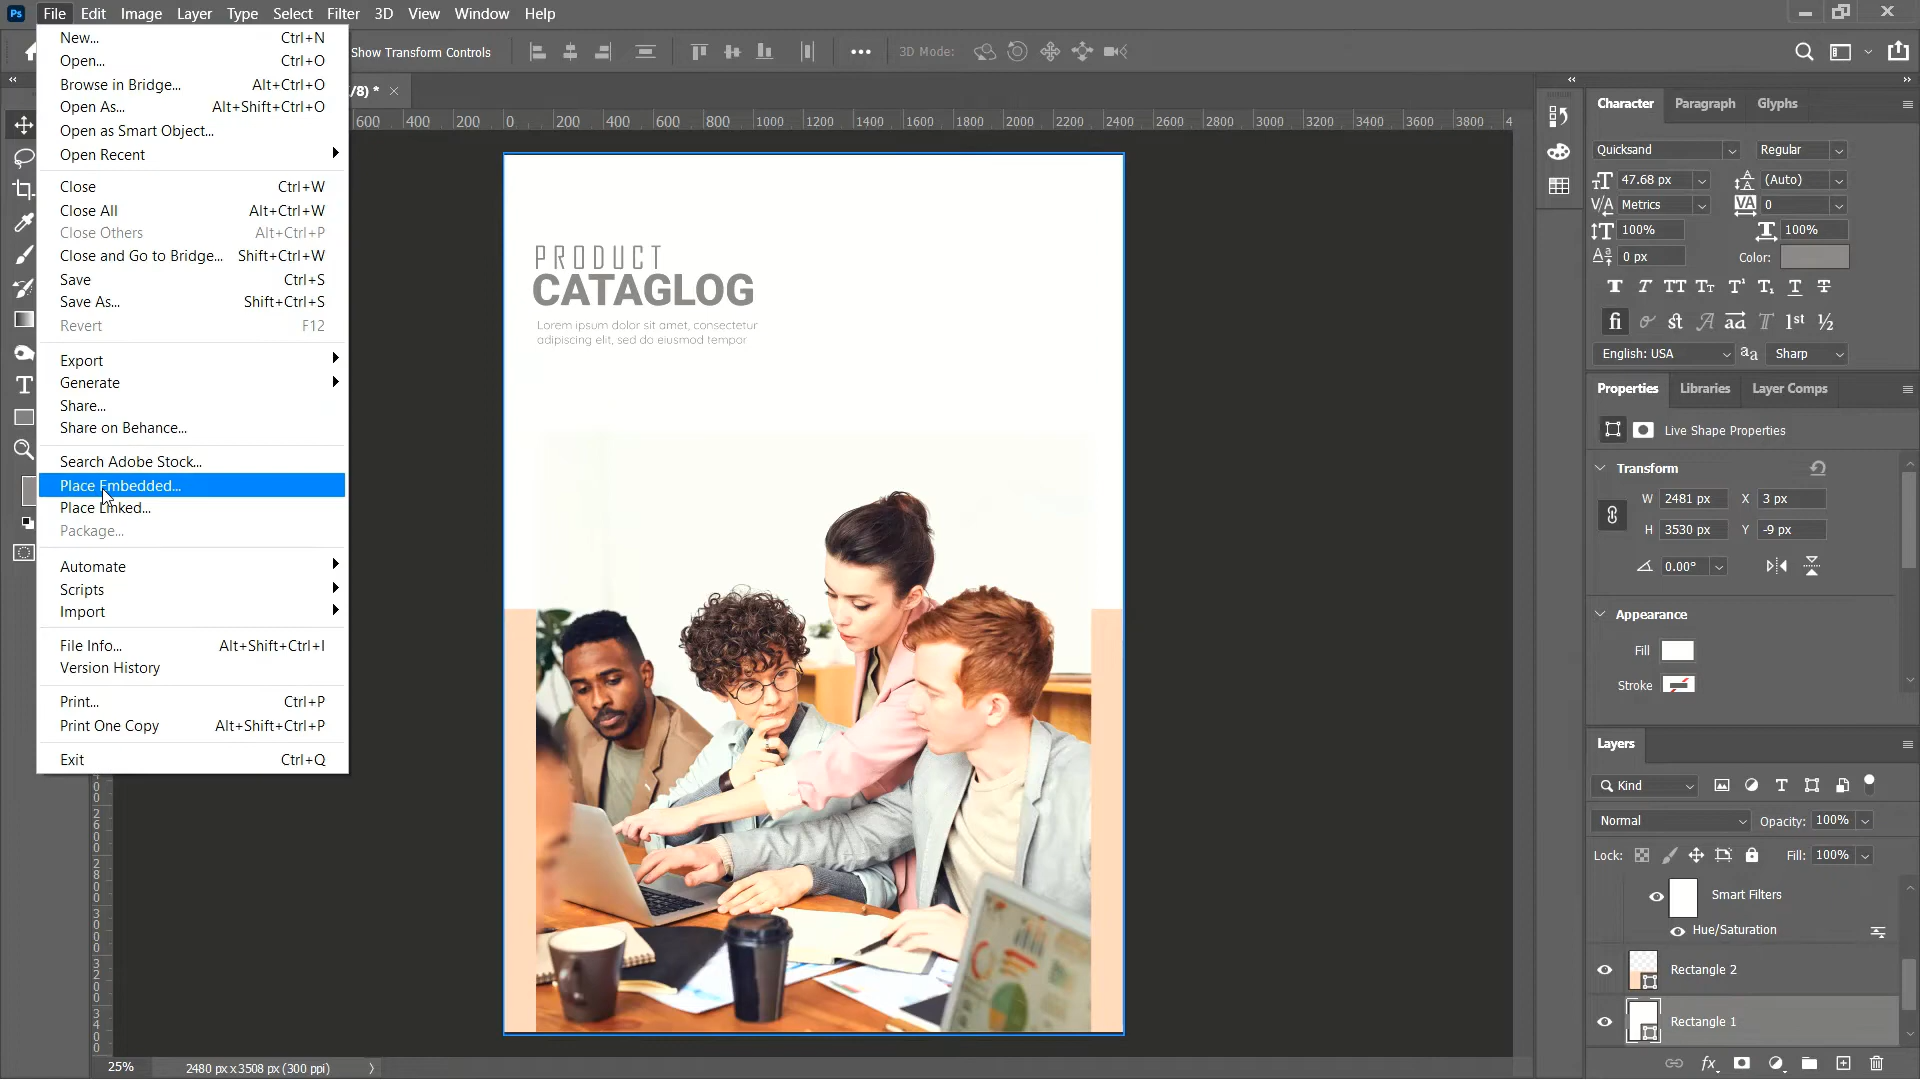 Ps File Edit Image Layer Type Select Filter 3D View Window Help
Show Transform Controls 3D Mode:
/8) *
600 400 200 0 200 400 600 800 1000 1200 1400 1600 1800 2000 2200 2400 2600 2800 3000 3200 3400 3600 3800 4
New... Ctrl+N
Open... Ctrl+O
Browse in Bridge... Alt+Ctrl+O
Open As... Alt+Shift+Ctrl+O
Open as Smart Object...
Open Recent
Close Ctrl+W
Close All Alt+Ctrl+W
Close Others Alt+Ctrl+P
Close and Go to Bridge... Shift+Ctrl+W
Save Ctrl+S
Save As... Shift+Ctrl+S
Revert F12
Export
Generate
Share...
Share on Behance...
Search Adobe Stock...
Place Embedded...
Place Linked...
Package...
Automate
Scripts
Import
File Info... Alt+Shift+Ctrl+I
Version History
Print... Ctrl+P
Print One Copy Alt+Shift+Ctrl+P
Exit Ctrl+Q
PRODUCT
CATAGLOG
Lorem ipsum dolor sit amet, consectetur
adipiscing elit, sed do eiusmod tempor
Character Paragraph Glyphs
Quicksand Regular
47.68 px (Auto)
Metrics 0
100% 100%
0 px Color:
English: USA Sharp
Properties Libraries Layer Comps
Live Shape Properties
Transform
W 2481 px X 3 px
H 3530 px Y -9 px
0.00°
Appearance
Fill
Stroke
Layers
Kind
Normal Opacity: 100%
Lock: Fill: 100%
Smart Filters
Hue/Saturation
Rectangle 2
Rectangle 1
25% 2480 px x 3508 px (300 ppi)